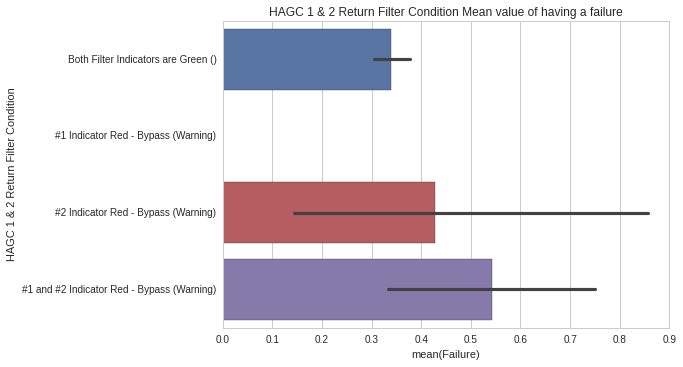 HAGC 1 & 2 Return Filter Condition Mean value of having a failure
HAGC 1 & 2 Return Filter Condition
Both Filter Indicators are Green ()
#1 Indicator Red - Bypass (Warning)
#2 Indicator Red - Bypass (Warning)
#1 and #2 Indicator Red - Bypass (Warning)
0.0 0.1 0.2 0.3 0.4 0.5 0.6 0.7 0.8 0.9
mean(Failure)